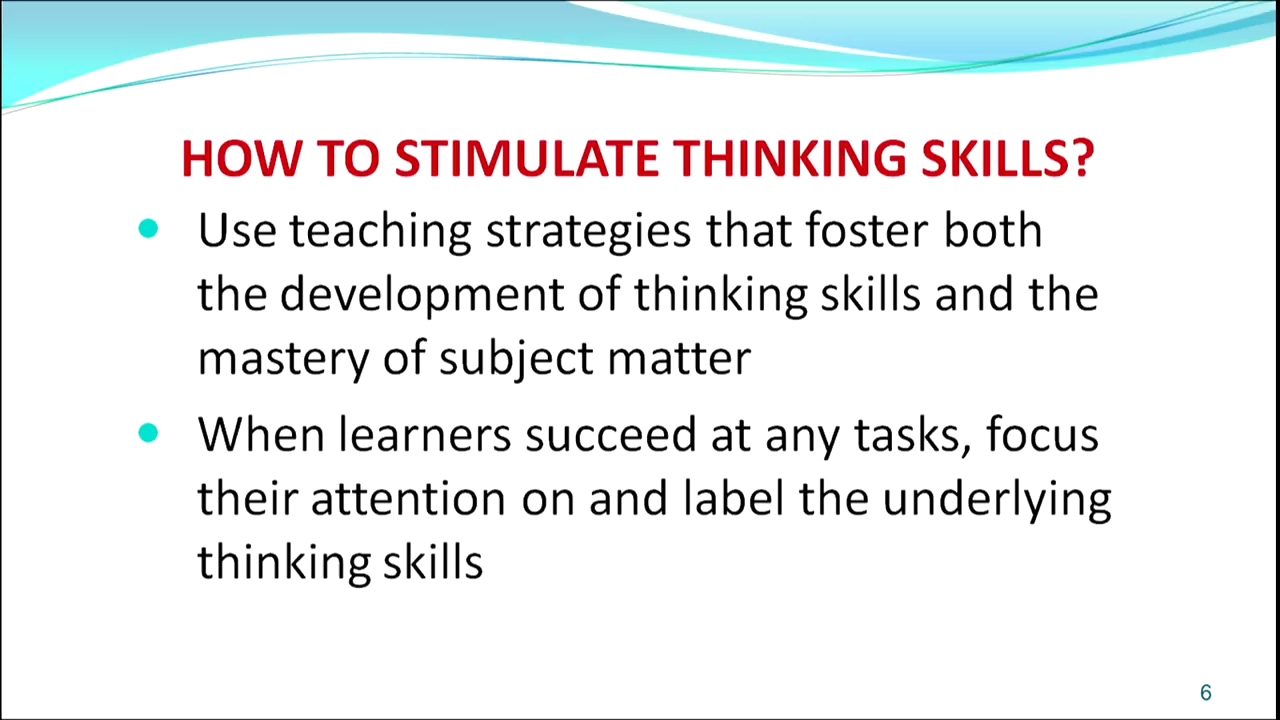 HOW TO STIMULATE THINKING SKILLS?
Use teaching strategies that foster both
the development of thinking skills and the
mastery of subject matter
When learners succeed at any tasks, focus
their attention on and label the underlying
thinking skills
6